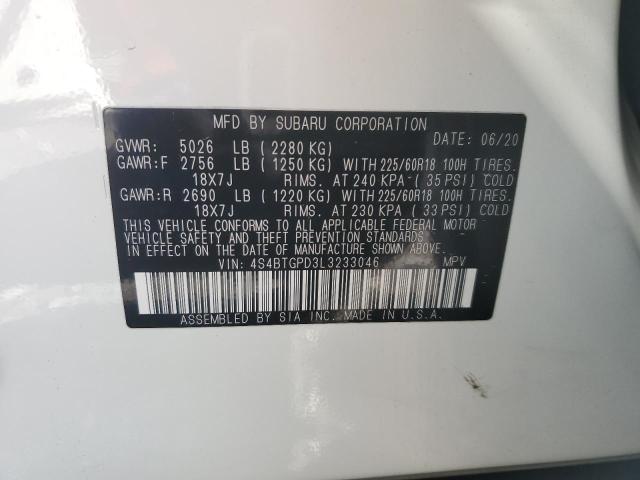 MFD BY SUBARU CORPORATION
DATE: 06/20
GVWR: 5026 LB (2280 KG)
GAWR:F 2756 LB (1250 KG) WITH 225/60R18 100H TIRES.
18X7J RIMS. AT 240 KPA (35 PSI) COLD
GAWR:R 2690 LB (1220 KG) WITH 225/60R18 100H TIRES.
18X7J RIMS. AT 230 KPA (33 PSI) COLD
THIS VEHICLE CONFORMS TO ALL APPLICABLE FEDERAL MOTOR
VEHICLE SAFETY AND THEFT PREVENTION STANDARDS
IN EFFECT ON THE DATE OF MANUFACTURE SHOWN ABOVE.
VIN: 4S4BTGPD3L3233046 MPV
ASSEMBLED BY SIA INC. MADE IN U.S.A.